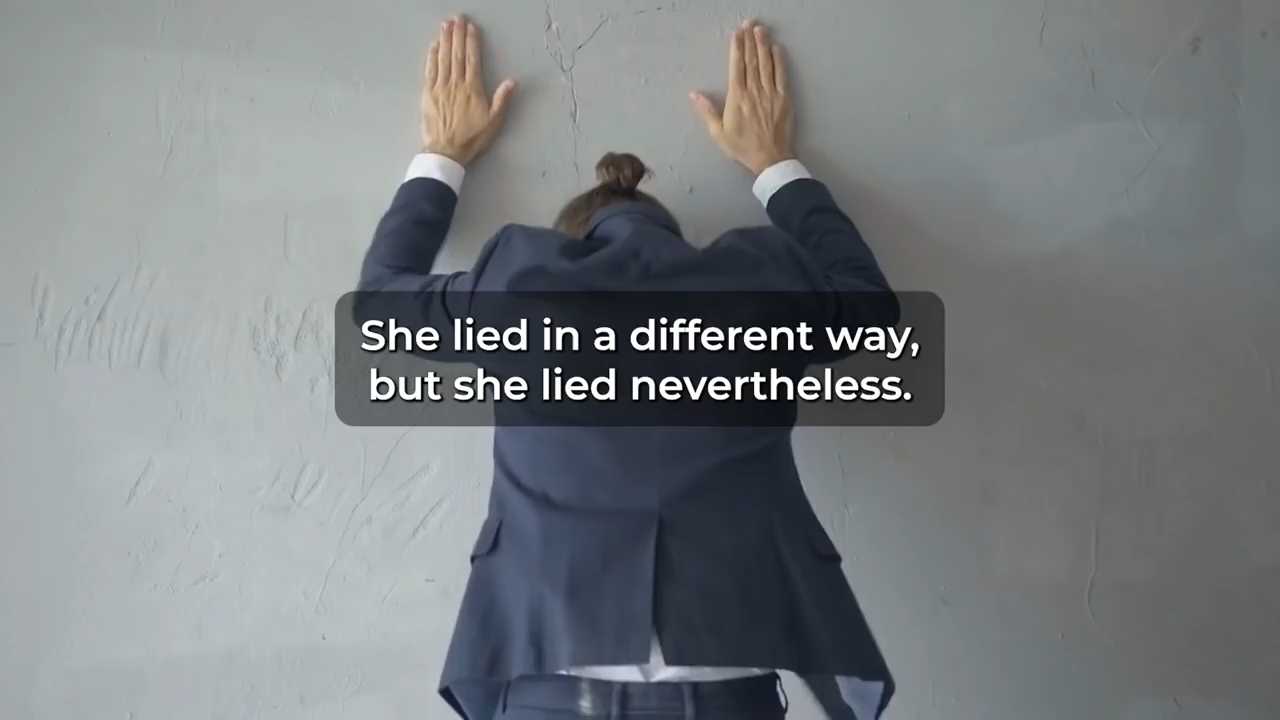 She lied in a different way,
but she lied nevertheless.